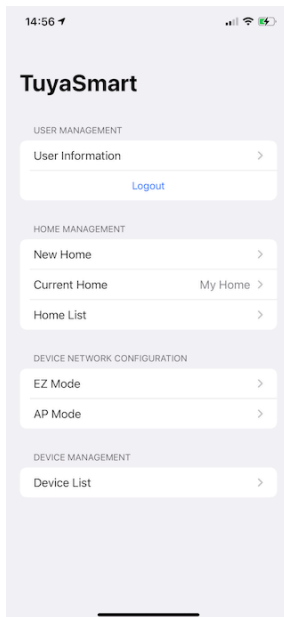 14:56
TuyaSmart
USER MANAGEMENT
User Information
Logout
HOME MANAGEMENT
New Home
Current Home My Home
Home List
DEVICE NETWORK CONFIGURATION
EZ Mode
AP Mode
DEVICE MANAGEMENT
Device List